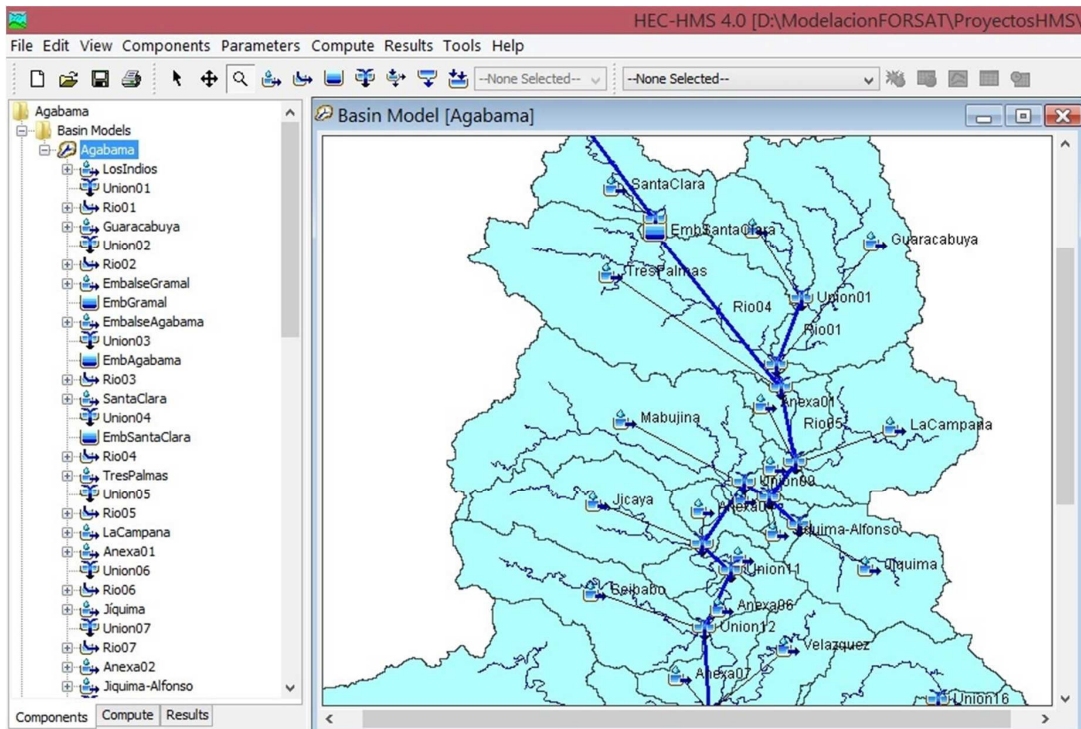 HEC-HMS 4.0 [D:\ModelacionFORSAT\ProyectosHMS\
File Edit View Components Parameters Compute Results Tools Help
--None Selected-- --None Selected--
Agabama
Basin Models
Agabama
LosIndios
Union01
Rio01
Guaracabuya
Union02
Rio02
EmbalseGramal
EmbGramal
EmbalseAgabama
Union03
EmbAgabama
Rio03
SantaClara
Union04
EmbSantaClara
Rio04
TresPalmas
Union05
Rio05
LaCampana
Anexa01
Union06
Rio06
Jíquima
Union07
Rio07
Anexa02
Jiquima-Alfonso
Components Compute Results
Basin Model [Agabama]
SantaClara
EmbSantaClara
Guaracabuya
TresPalmas
Union01
Rio04
Rio01
Anexa01
Mabujina
Rio05
LaCampana
Union09
Jicaya
Jiquima-Alfonso
Jíquima
Union11
Seibabo
Anexa06
Union12
Velazquez
Anexa07
Union16